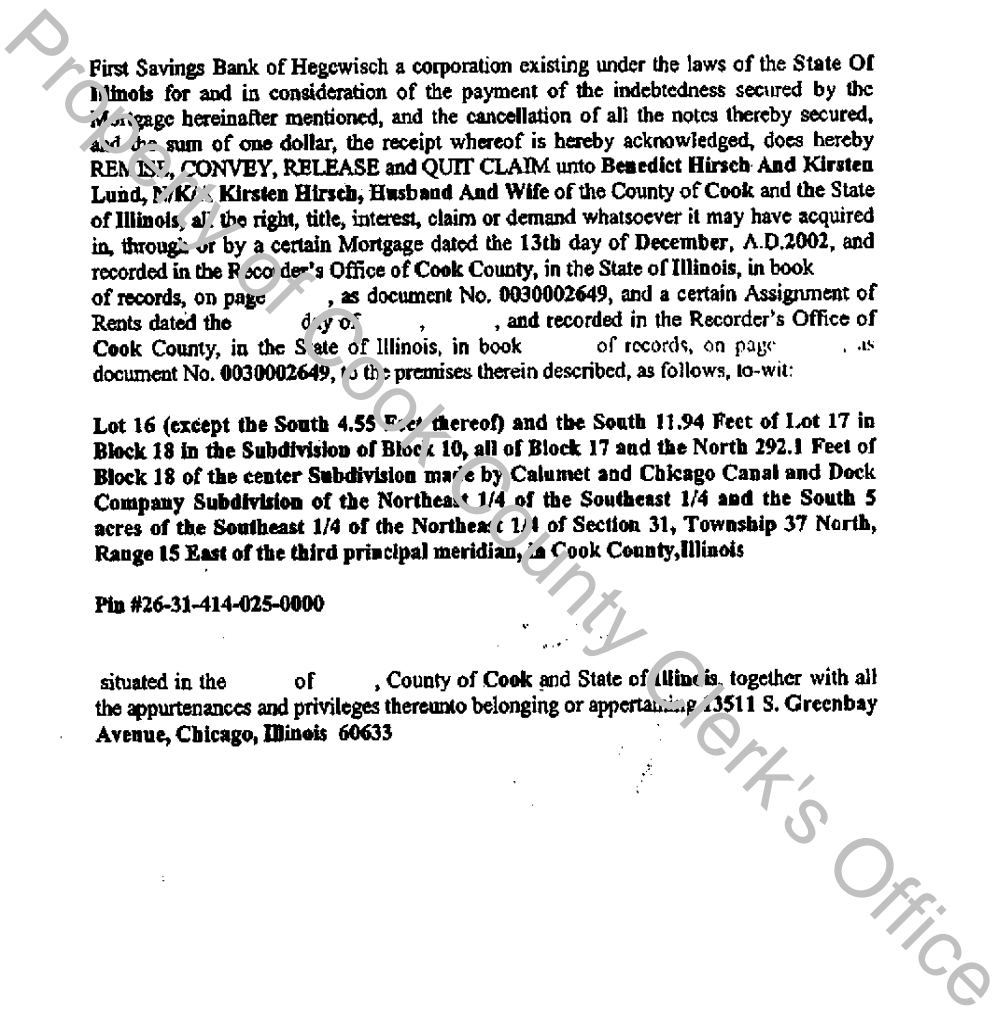 First Savings Bank of Hegewisch a corporation existing under the laws of the State Of
Illinois for and in consideration of the payment of the indebtedness secured by the
Mortgage hereinafter mentioned, and the cancellation of all the notes thereby secured,
and the sum of one dollar, the receipt whereof is hereby acknowledged, does hereby
REMISE, CONVEY, RELEASE and QUIT CLAIM unto Benedict Hirsch And Kirsten
Lund, N/K/A Kirsten Hirsch, Husband And Wife of the County of Cook and the State
of Illinois, all the right, title, interest, claim or demand whatsoever it may have acquired
in, through or by a certain Mortgage dated the 13th day of December, A.D.2002, and
recorded in the Recorder's Office of Cook County, in the State of Illinois, in book
of records, on page , as document No. 0030002649, and a certain Assignment of
Rents dated the day of , , and recorded in the Recorder's Office of
Cook County, in the State of Illinois, in book of records, on page , as
document No. 0030002649, to the premises therein described, as follows, to-wit:
Lot 16 (except the South 4.55 Feet thereof) and the South 11.94 Feet of Lot 17 in
Block 18 in the Subdivision of Block 10, all of Block 17 and the North 292.1 Feet of
Block 18 of the center Subdivision made by Calumet and Chicago Canal and Dock
Company Subdivision of the Northeast 1/4 of the Southeast 1/4 and the South 5
acres of the Southeast 1/4 of the Northeast 1/4 of Section 31, Township 37 North,
Range 15 East of the third principal meridian, in Cook County,Illinois
Pin #26-31-414-025-0000
situated in the of , County of Cook and State of Illinois, together with all
the appurtenances and privileges thereunto belonging or appertaining 13511 S. Greenbay
Avenue, Chicago, Illinois 60633
Property of Cook County Clerk's Office